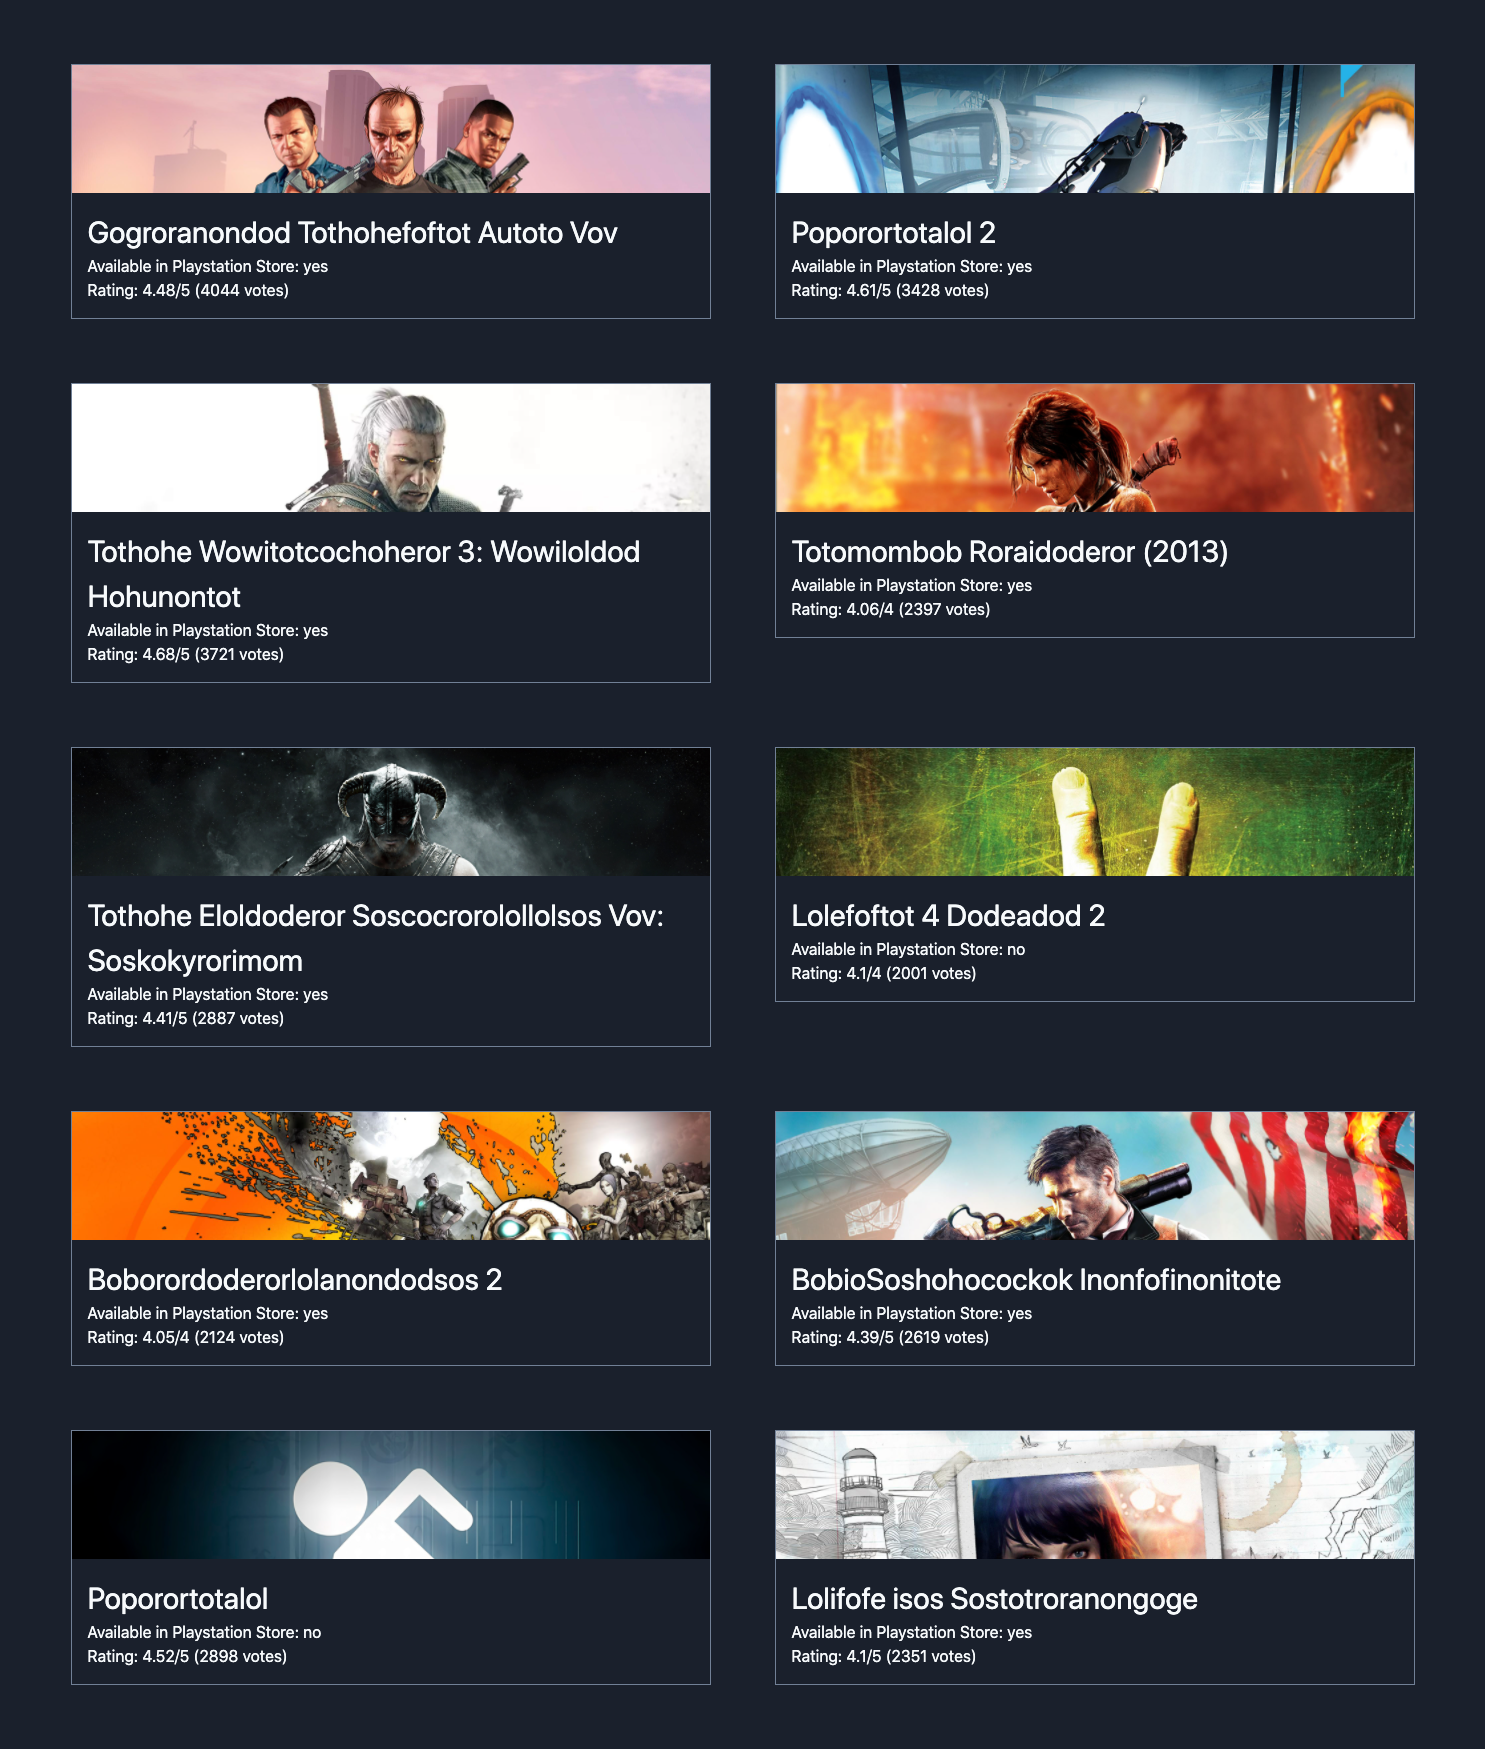 Gogroranondod Tothohefoftot Autoto Vov
Available in Playstation Store: yes
Rating: 4.48/5 (4044 votes)
Poporortotalol 2
Available in Playstation Store: yes
Rating: 4.61/5 (3428 votes)
Tothohe Wowitotcochoheror 3: Wowiloldod
Hohunontot
Available in Playstation Store: yes
Rating: 4.68/5 (3721 votes)
Totomombob Roraidoderor (2013)
Available in Playstation Store: yes
Rating: 4.06/4 (2397 votes)
Tothohe Eloldoderor Soscocrorolollolsos Vov:
Soskokyrorimom
Available in Playstation Store: yes
Rating: 4.41/5 (2887 votes)
Lolefoftot 4 Dodeadod 2
Available in Playstation Store: no
Rating: 4.1/4 (2001 votes)
Boborordoderorlolanondodsos 2
Available in Playstation Store: yes
Rating: 4.05/4 (2124 votes)
BobioSoshohocockok Inonfofinonitote
Available in Playstation Store: yes
Rating: 4.39/5 (2619 votes)
Poporortotalol
Available in Playstation Store: no
Rating: 4.52/5 (2898 votes)
Lolifofe isos Sostotroranongoge
Available in Playstation Store: yes
Rating: 4.1/5 (2351 votes)